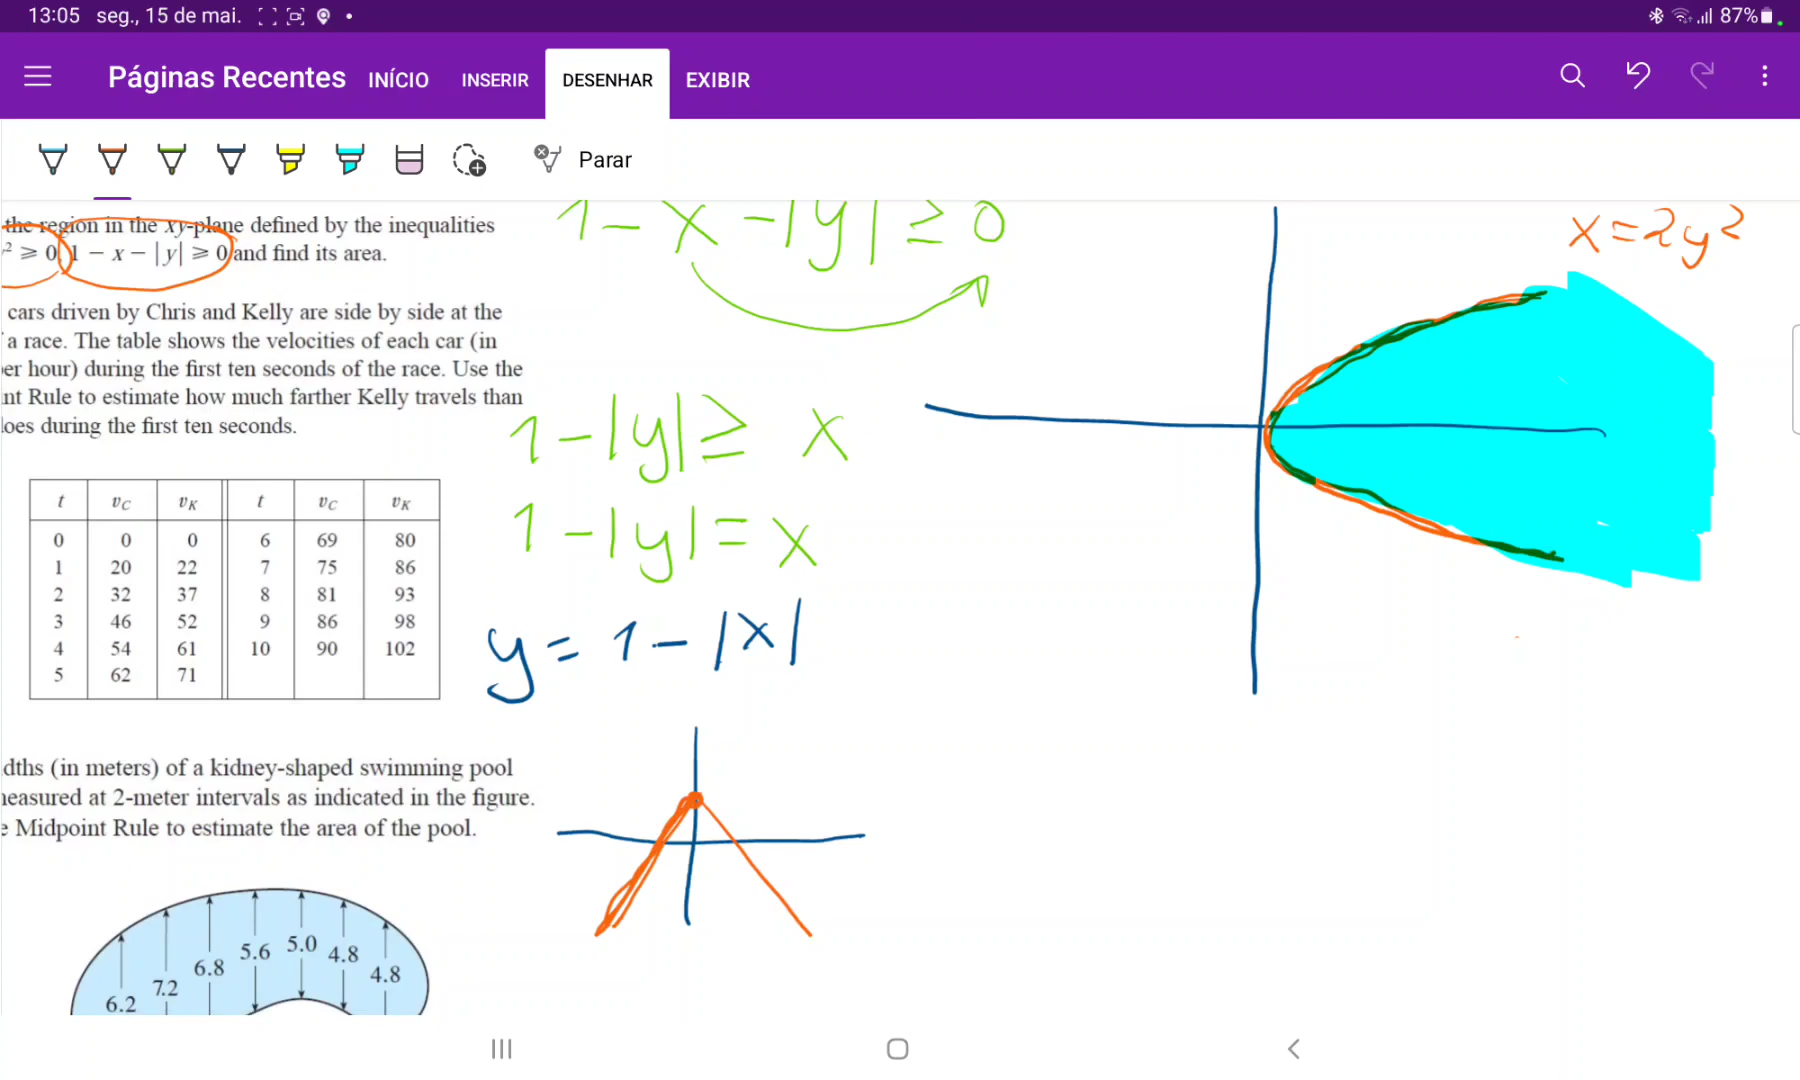 13:05 seg., 15 de mai.
87%
Páginas Recentes INÍCIO INSERIR DESENHAR EXIBIR
Parar
the region in the xy-plane defined by the inequalities
² ⩾ 0, 1 − x − |y| ⩾ 0 and find its area.
cars driven by Chris and Kelly are side by side at the
a race. The table shows the velocities of each car (in
er hour) during the first ten seconds of the race. Use the
nt Rule to estimate how much farther Kelly travels than
oes during the first ten seconds.
t vC vK t vC vK
0 0 0 6 69 80
1 20 22 7 75 86
2 32 37 8 81 93
3 46 52 9 86 98
4 54 61 10 90 102
5 62 71
dths (in meters) of a kidney-shaped swimming pool
neasured at 2-meter intervals as indicated in the figure.
e Midpoint Rule to estimate the area of the pool.
6.2 7.2 6.8 5.6 5.0 4.8 4.8
1 - x - |y| ≥ 0
1 - |y| ≥ x
1 - |y| = x
y = 1 - |x|
x = 2y²